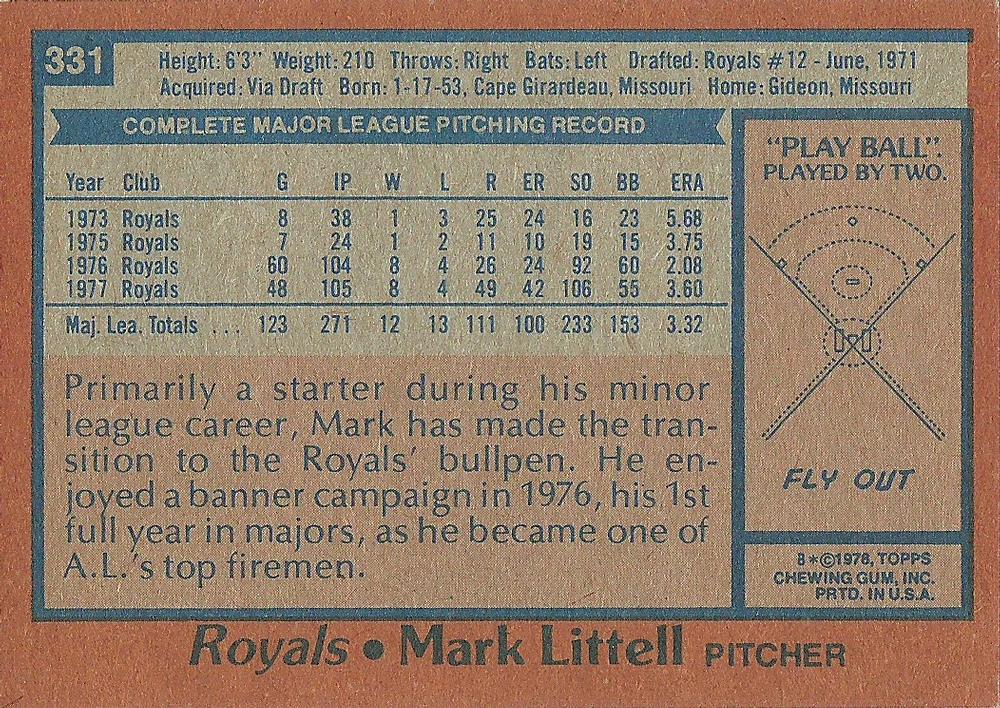 331
Height: 6'3" Weight: 210 Throws: Right Bats: Left Drafted: Royals #12 - June, 1971
Acquired: Via Draft Born: 1-17-53, Cape Girardeau, Missouri Home: Gideon, Missouri
COMPLETE MAJOR LEAGUE PITCHING RECORD
Year Club G IP W L R ER SO BB ERA
1973 Royals 8 38 1 3 25 24 16 23 5.68
1975 Royals 7 24 1 2 11 10 19 15 3.75
1976 Royals 60 104 8 4 26 24 92 60 2.08
1977 Royals 48 105 8 4 49 42 106 55 3.60
Maj. Lea. Totals ... 123 271 12 13 111 100 233 153 3.32
Primarily a starter during his minor
league career, Mark has made the tran-
sition to the Royals' bullpen. He en-
joyed a banner campaign in 1976, his 1st
full year in majors, as he became one of
A.L.'s top firemen.
"PLAY BALL".
PLAYED BY TWO.
FLY OUT
B*©1978, TOPPS
CHEWING GUM, INC.
PRTD. IN U.S.A.
Royals • Mark Littell PITCHER